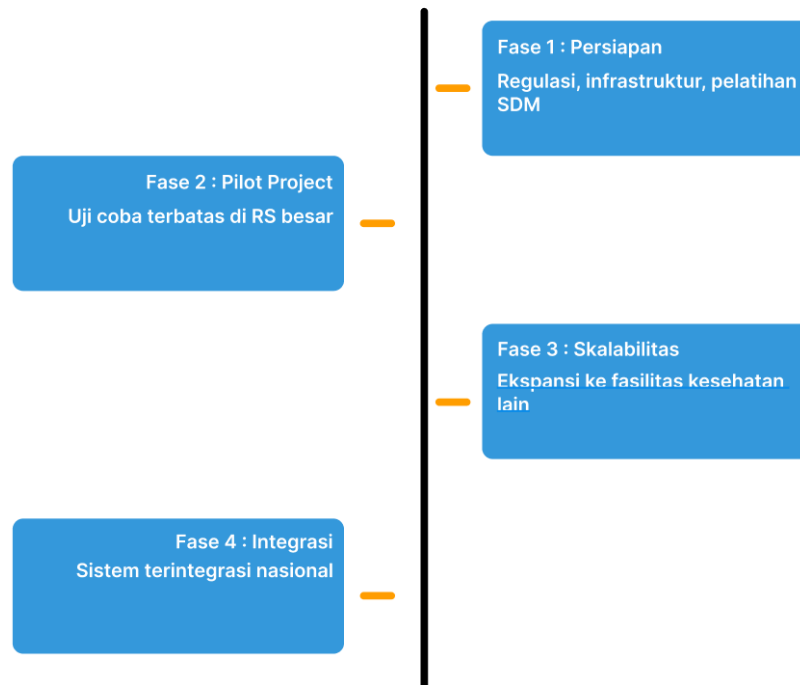 Fase 1 : Persiapan
Regulasi, infrastruktur, pelatihan
SDM
Fase 2 : Pilot Project
Uji coba terbatas di RS besar
Fase 3 : Skalabilitas
Ekspansi ke fasilitas kesehatan
lain
Fase 4 : Integrasi
Sistem terintegrasi nasional